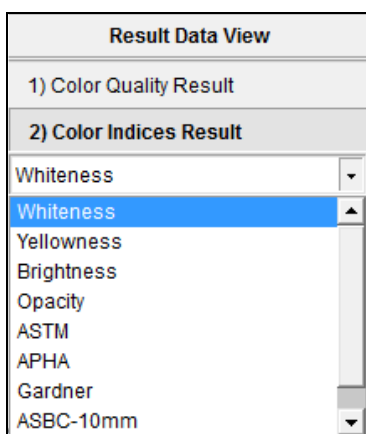 Result Data View
1) Color Quality Result
2) Color Indices Result
Whiteness
Whiteness
Yellowness
Brightness
Opacity
ASTM
APHA
Gardner
ASBC-10mm